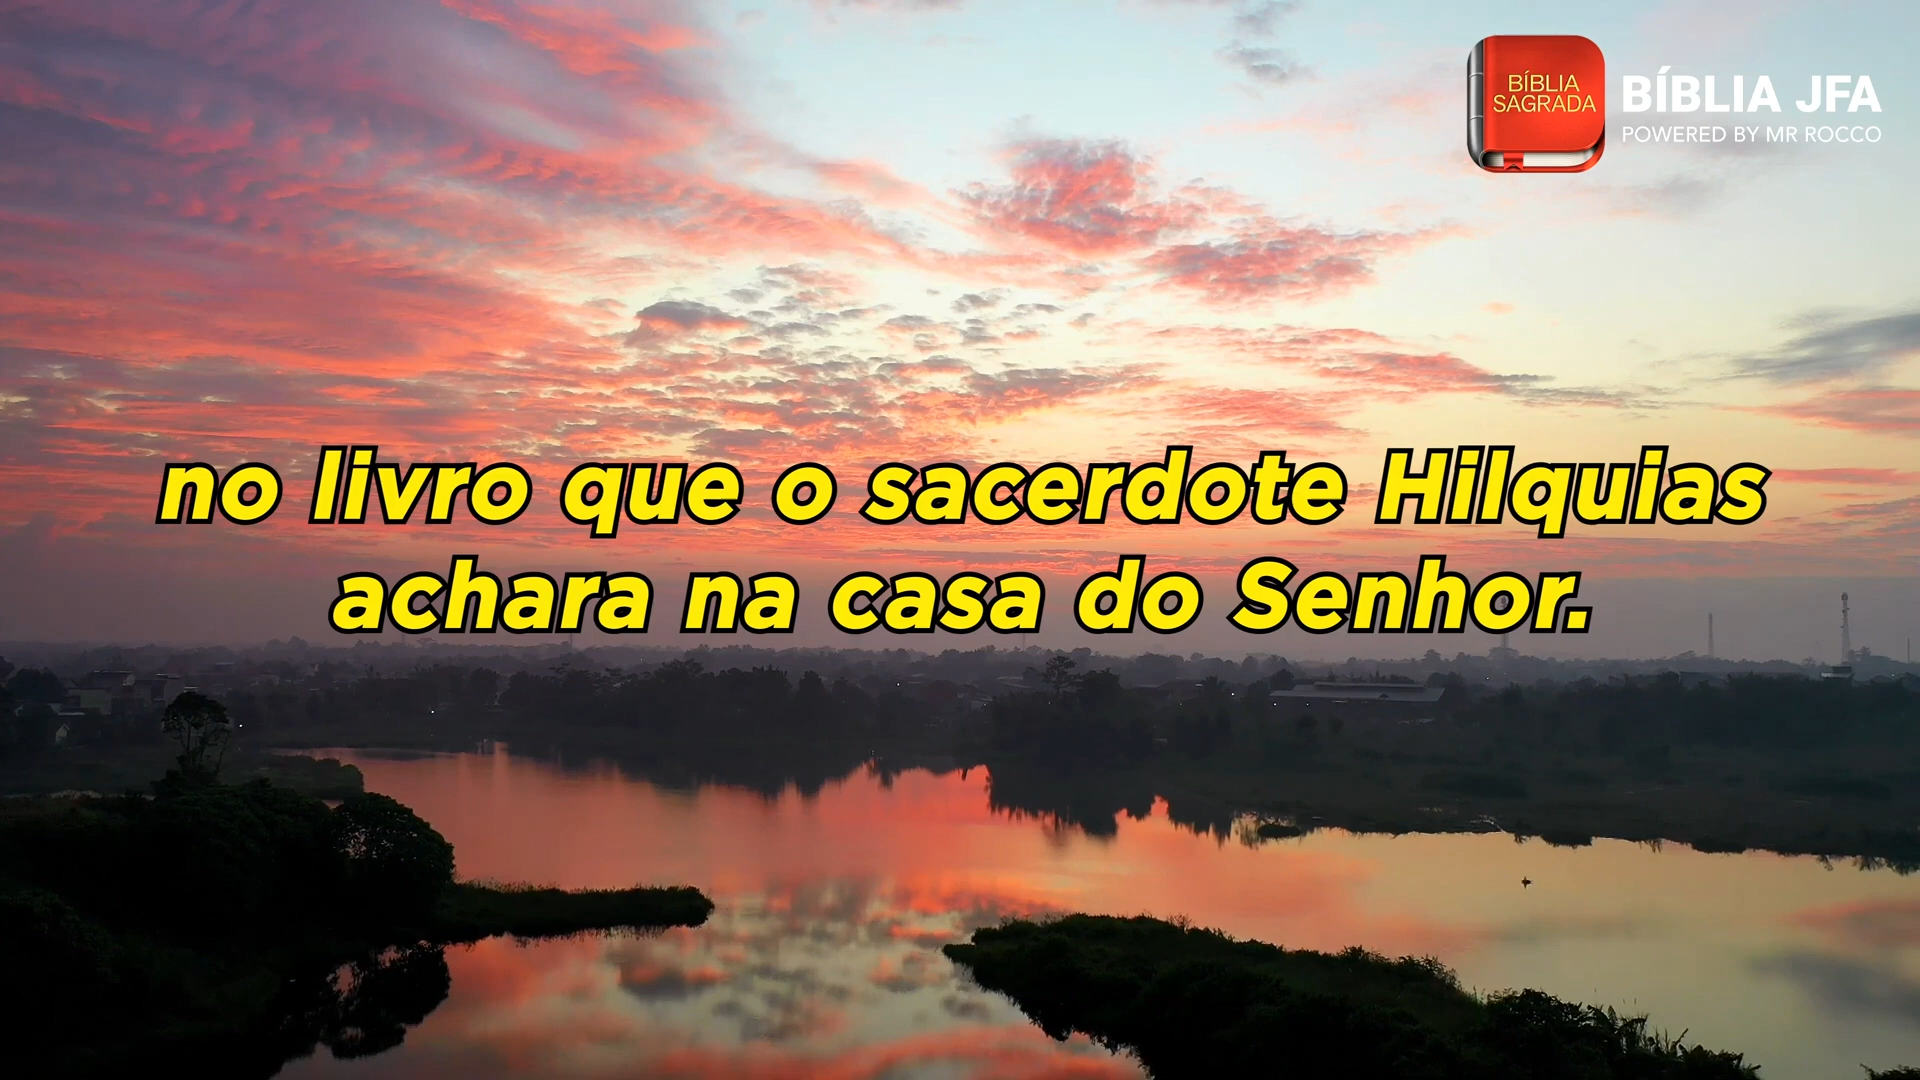 BÍBLIA
SAGRADA
BÍBLIA JFA
POWERED BY MR ROCCO
no livro que o sacerdote Hilquias
achara na casa do Senhor.